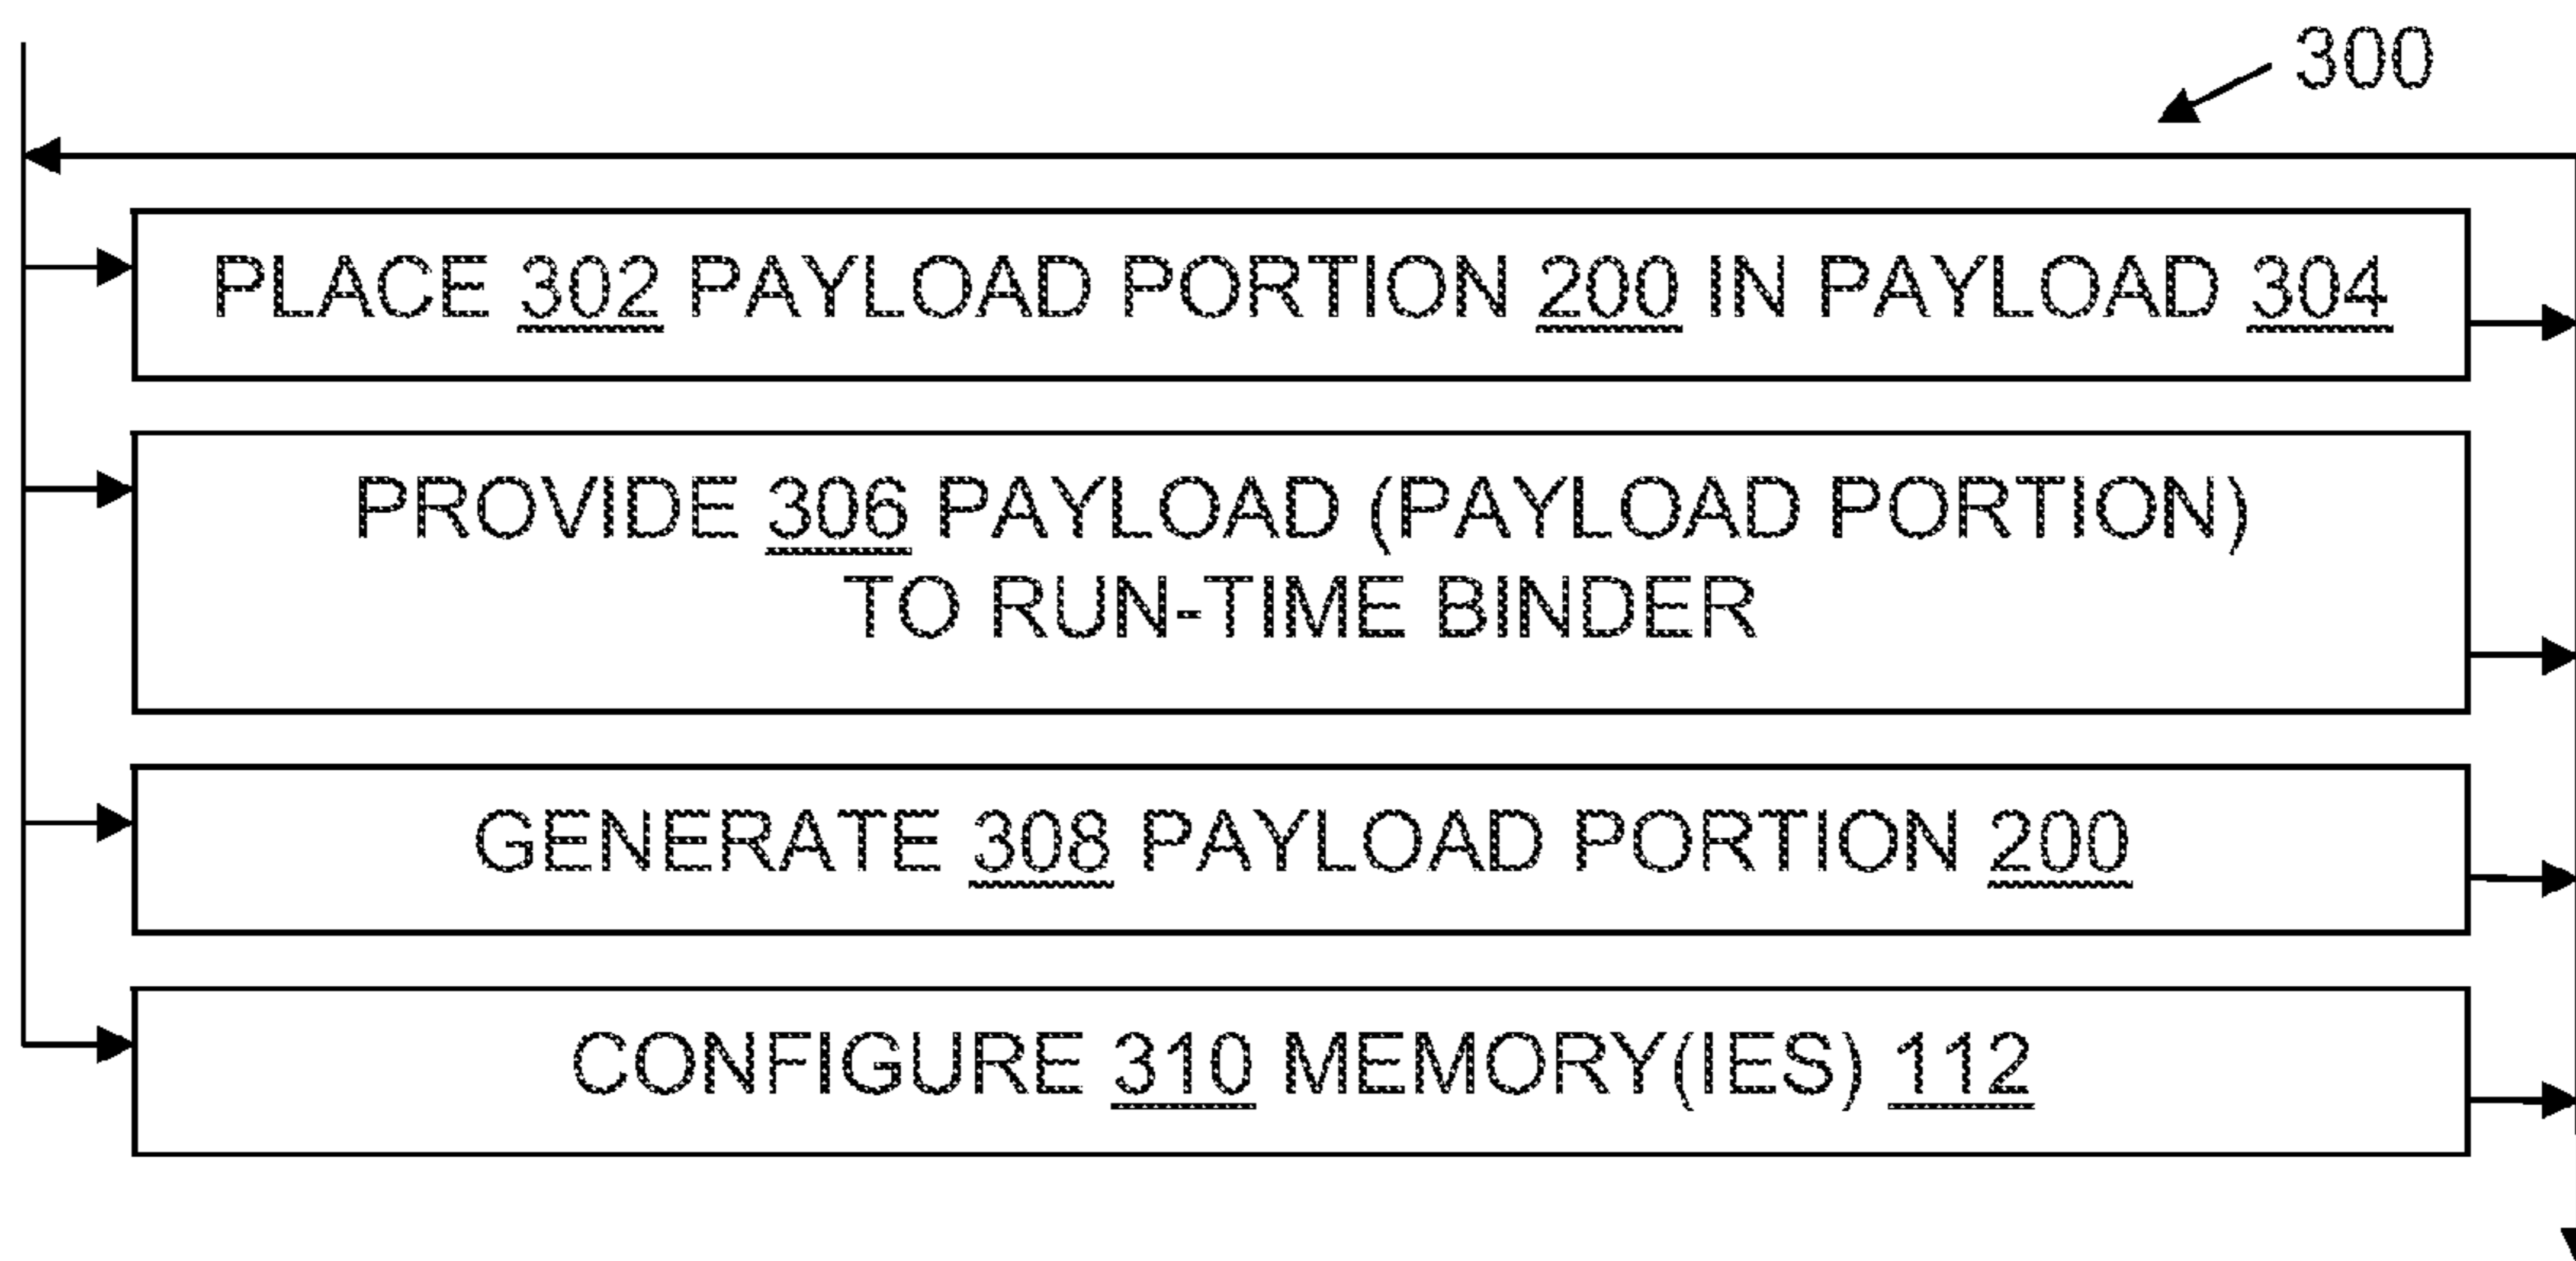 300
PLACE 302 PAYLOAD PORTION 200 IN PAYLOAD 304
PROVIDE 306 PAYLOAD (PAYLOAD PORTION)
TO RUN-TIME BINDER
GENERATE 308 PAYLOAD PORTION 200
CONFIGURE 310 MEMORY(IES) 112